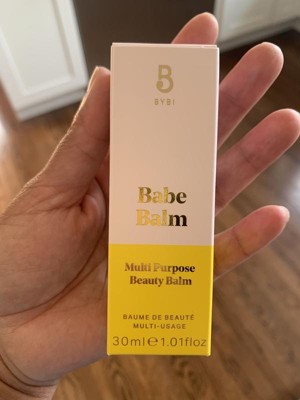 B
BYBI
Babe
Balm
Multi Purpose
Beauty Balm
BAUME DE BEAUTÉ
MULTI-USAGE
30ml℮1.01floz